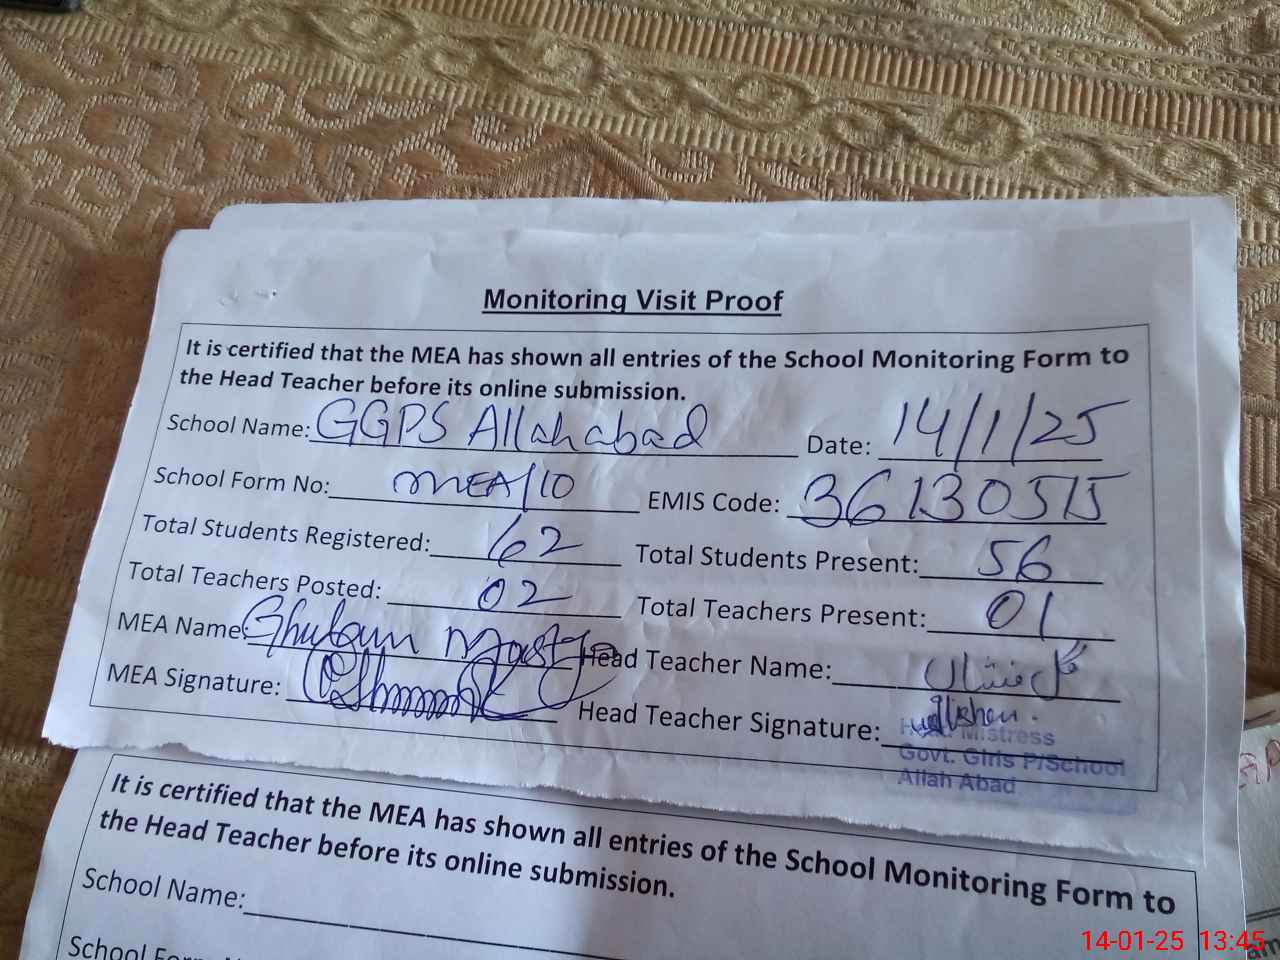 Monitoring Visit Proof
It is certified that the MEA has shown all entries of the School Monitoring Form to
the Head Teacher before its online submission.
School Name: GGPS Allahabad Date: 14/1/25
School Form No: MEA/10 EMIS Code: 36130515
Total Students Registered: 62 Total Students Present: 56
Total Teachers Posted: 02 Total Teachers Present: 01
MEA Name: Ghulam Head Teacher Name:
MEA Signature: Head Teacher Signature:
Head Mistress
Govt. Girls P/School
Allah Abad
It is certified that the MEA has shown all entries of the School Monitoring Form to
the Head Teacher before its online submission.
School Name:
School
14-01-25 13:45